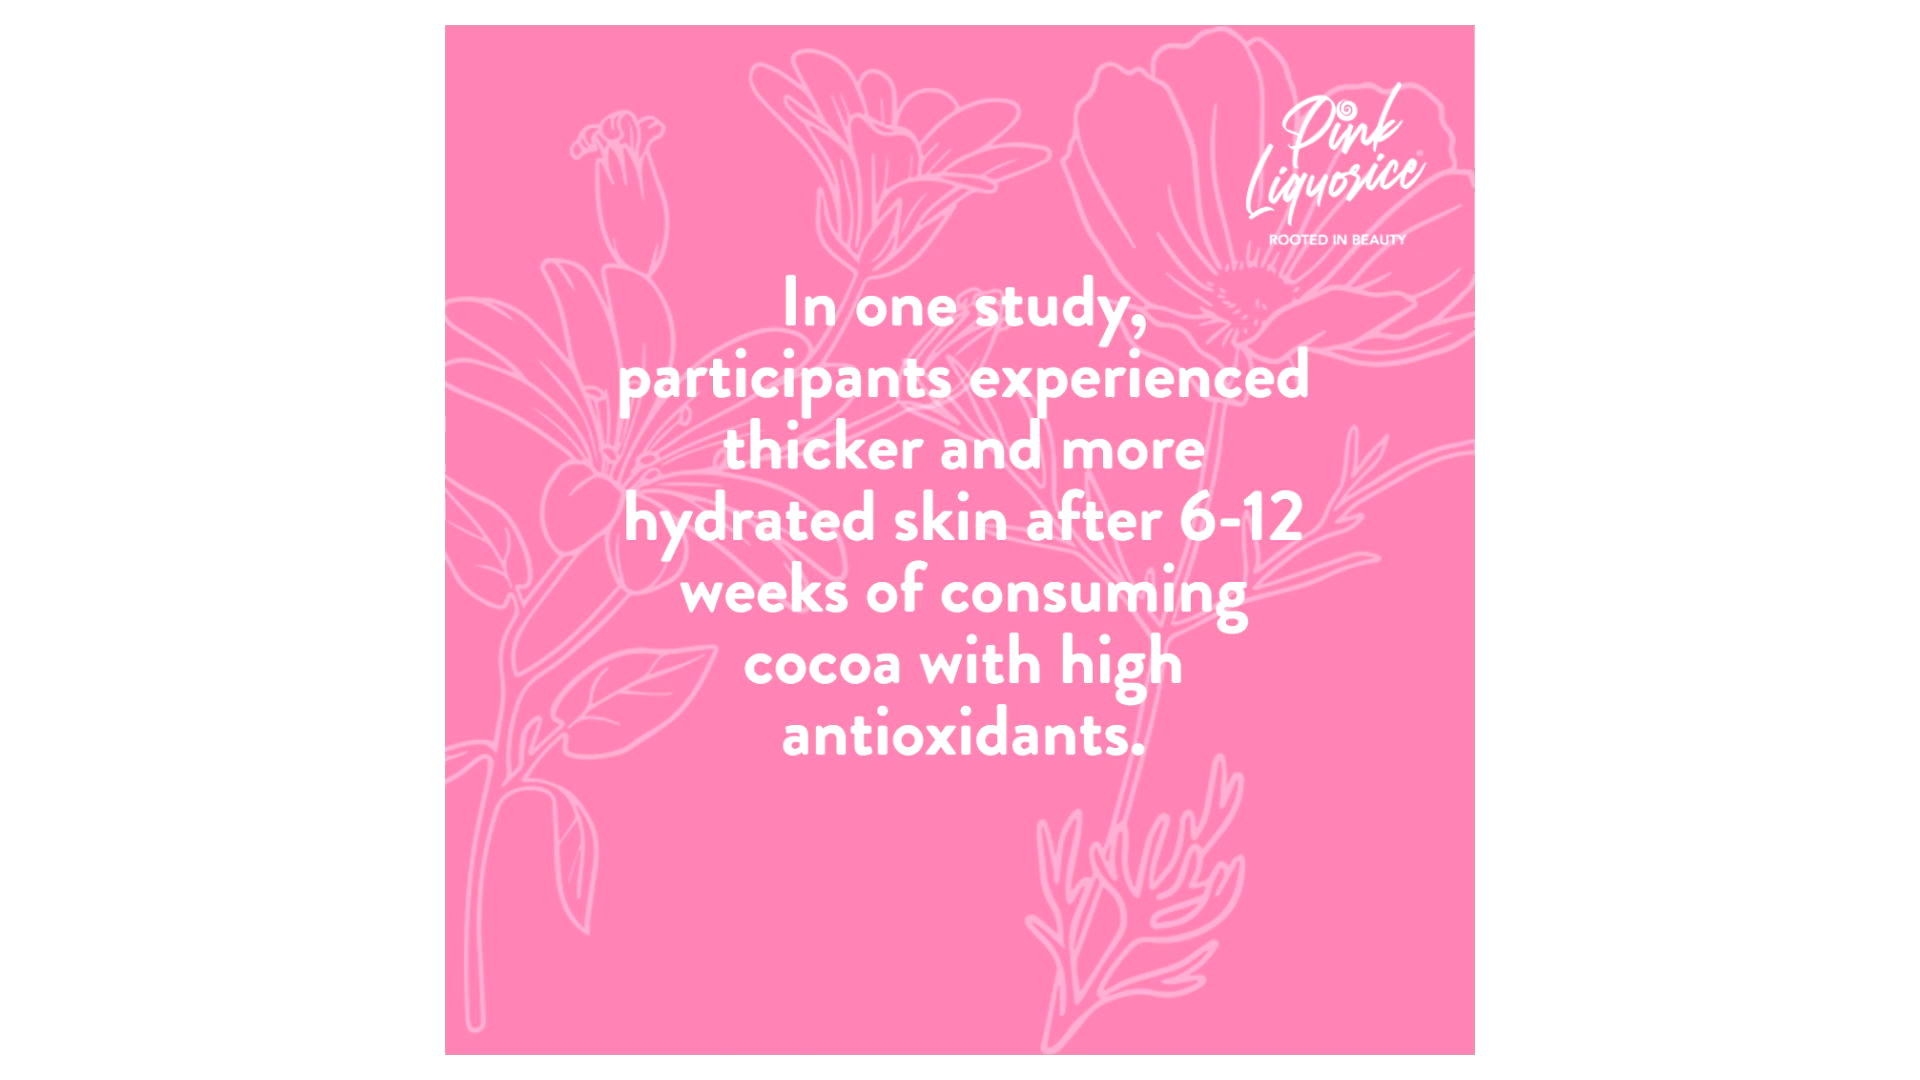 Pink
Liquorice
ROOTED IN BEAUTY
In one study,
participants experienced
thicker and more
hydrated skin after 6-12
weeks of consuming
cocoa with high
antioxidants.